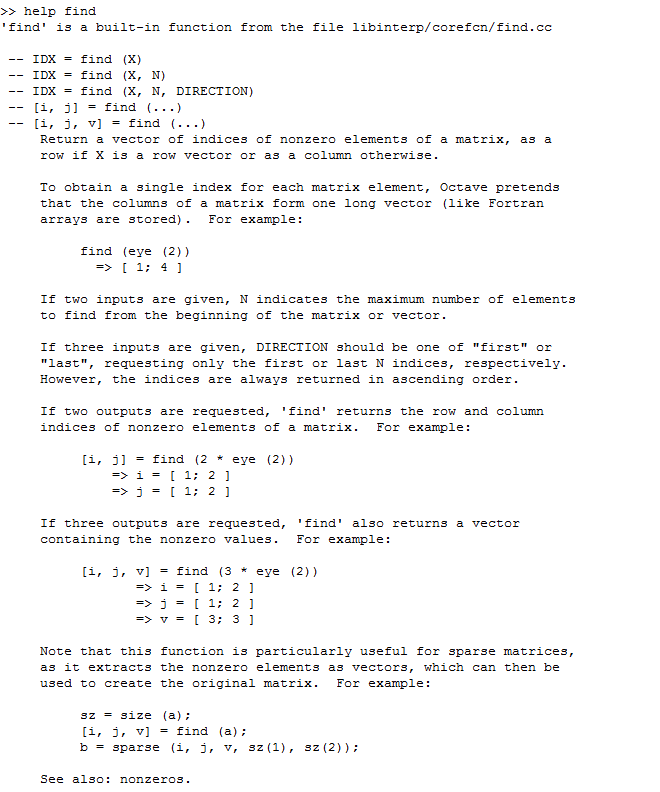 >> help find
'find' is a built-in function from the file libinterp/corefcn/find.cc
-- IDX = find (X)
-- IDX = find (X, N)
-- IDX = find (X, N, DIRECTION)
-- [i, j] = find (...)
-- [i, j, v] = find (...)
Return a vector of indices of nonzero elements of a matrix, as a
row if X is a row vector or as a column otherwise.
To obtain a single index for each matrix element, Octave pretends
that the columns of a matrix form one long vector (like Fortran
arrays are stored).  For example:
find (eye (2))
=> [ 1; 4 ]
If two inputs are given, N indicates the maximum number of elements
to find from the beginning of the matrix or vector.
If three inputs are given, DIRECTION should be one of "first" or
"last", requesting only the first or last N indices, respectively.
However, the indices are always returned in ascending order.
If two outputs are requested, 'find' returns the row and column
indices of nonzero elements of a matrix.  For example:
[i, j] = find (2 * eye (2))
=> i = [ 1; 2 ]
=> j = [ 1; 2 ]
If three outputs are requested, 'find' also returns a vector
containing the nonzero values.  For example:
[i, j, v] = find (3 * eye (2))
=> i = [ 1; 2 ]
=> j = [ 1; 2 ]
=> v = [ 3; 3 ]
Note that this function is particularly useful for sparse matrices,
as it extracts the nonzero elements as vectors, which can then be
used to create the original matrix.  For example:
sz = size (a);
[i, j, v] = find (a);
b = sparse (i, j, v, sz(1), sz(2));
See also: nonzeros.